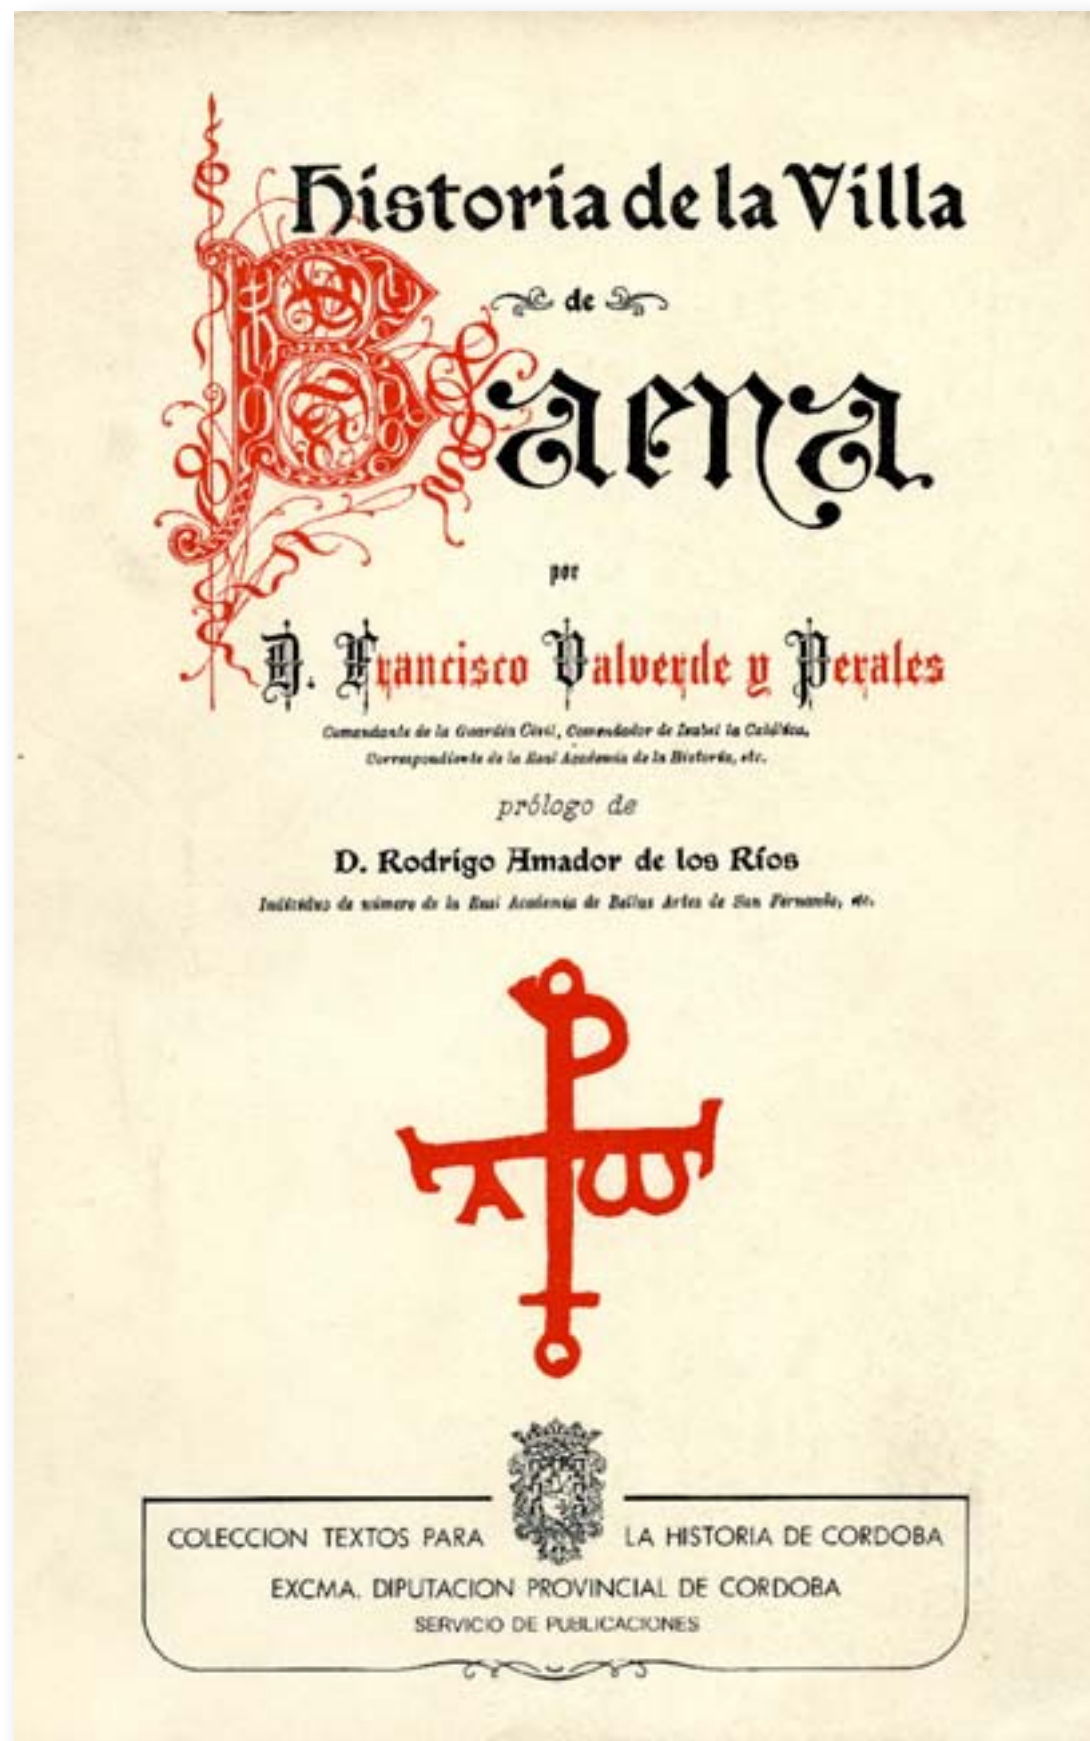 Historia de la Villa
de
Baena
por
D. Francisco Valverde y Perales
Comandante de la Guardia Civil, Comendador de Isabel la Católica,
Correspondiente de la Real Academia de la Historia, etc.
prólogo de
D. Rodrigo Amador de los Ríos
Individuo de número de la Real Academia de Bellas Artes de San Fernando, etc.
P
A ω
COLECCION TEXTOS PARA LA HISTORIA DE CORDOBA
EXCMA. DIPUTACION PROVINCIAL DE CORDOBA
SERVICIO DE PUBLICACIONES